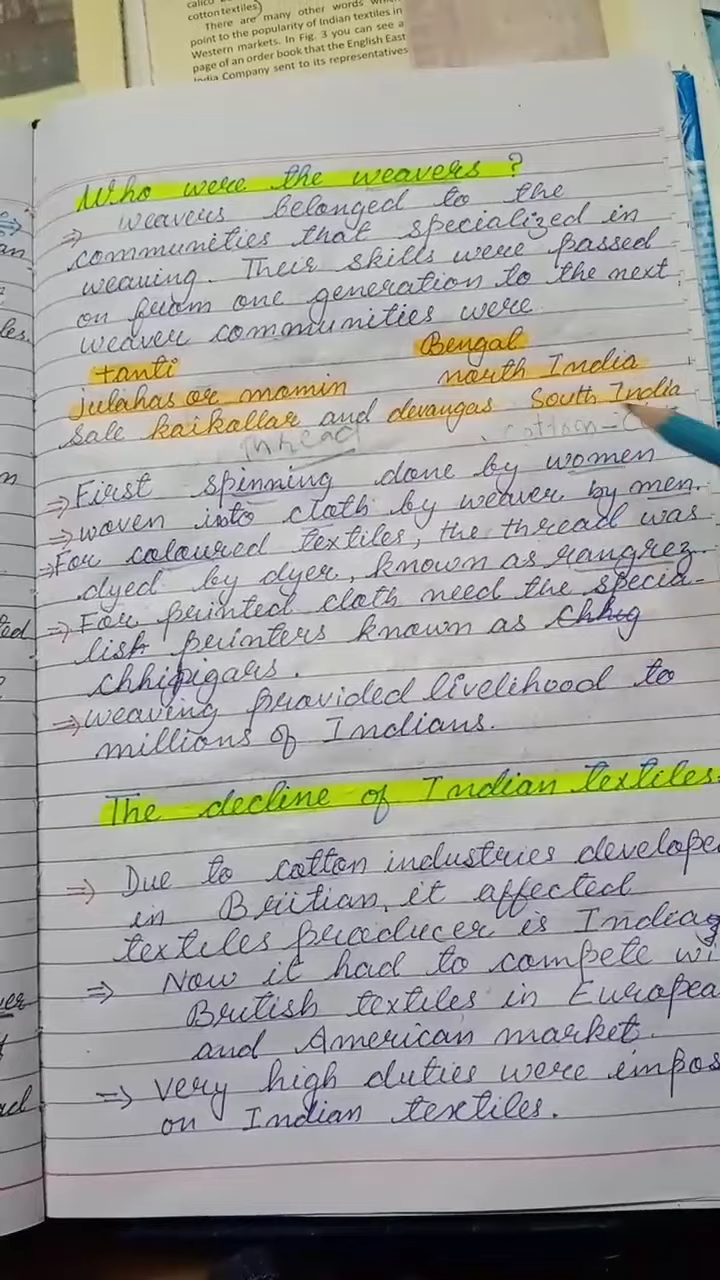 calico
cotton textiles).
There are many other words which
point to the popularity of Indian textiles in
Western markets. In Fig. 3 you can see a
page of an order book that the English East
India Company sent to its representatives
Who were the weavers ?
⇒ weavers belonged to the
communities that specialized in
weaving. Their skills were passed
on from one generation to the next
weaver communities were
tanti Bengal
julahas or momin north India
Sale kaikallar and devangas South India
thread cotton
⇒ First spinning done by women
⇒ woven into cloth by weaver by men.
⇒ For coloured textiles, the thread was
dyed by dyer, known as rangrez
⇒ For printed cloth need the specia-
list printers known as chhig
chhipigars.
⇒ weaving provided livelihood to
millions of Indians.
The decline of Indian textiles
⇒ Due to cotton industries develope
in Britian, it affected
textiles producer is India
⇒ Now it had to compete wi
British textiles in Europea
and American market.
⇒ very high duties were impos
on Indian textiles.